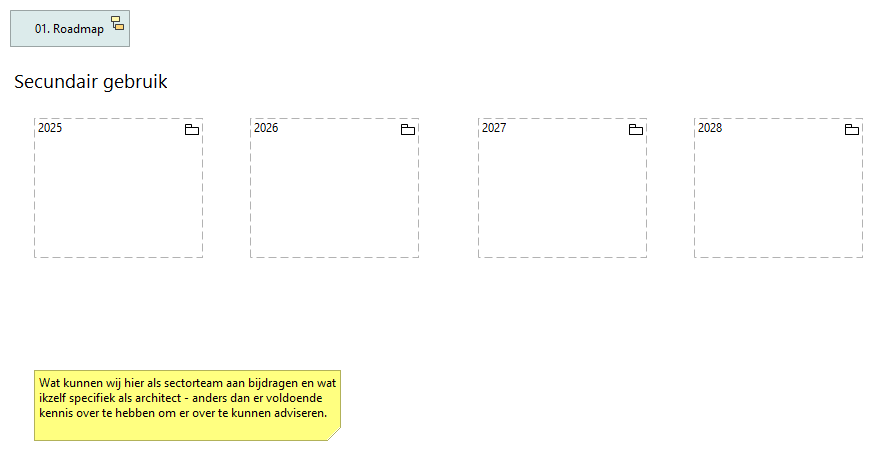 01. Roadmap
Secundair gebruik
2025
2026
2027
2028
Wat kunnen wij hier als sectorteam aan bijdragen en wat
ikzelf specifiek als architect - anders dan er voldoende
kennis over te hebben om er over te kunnen adviseren.